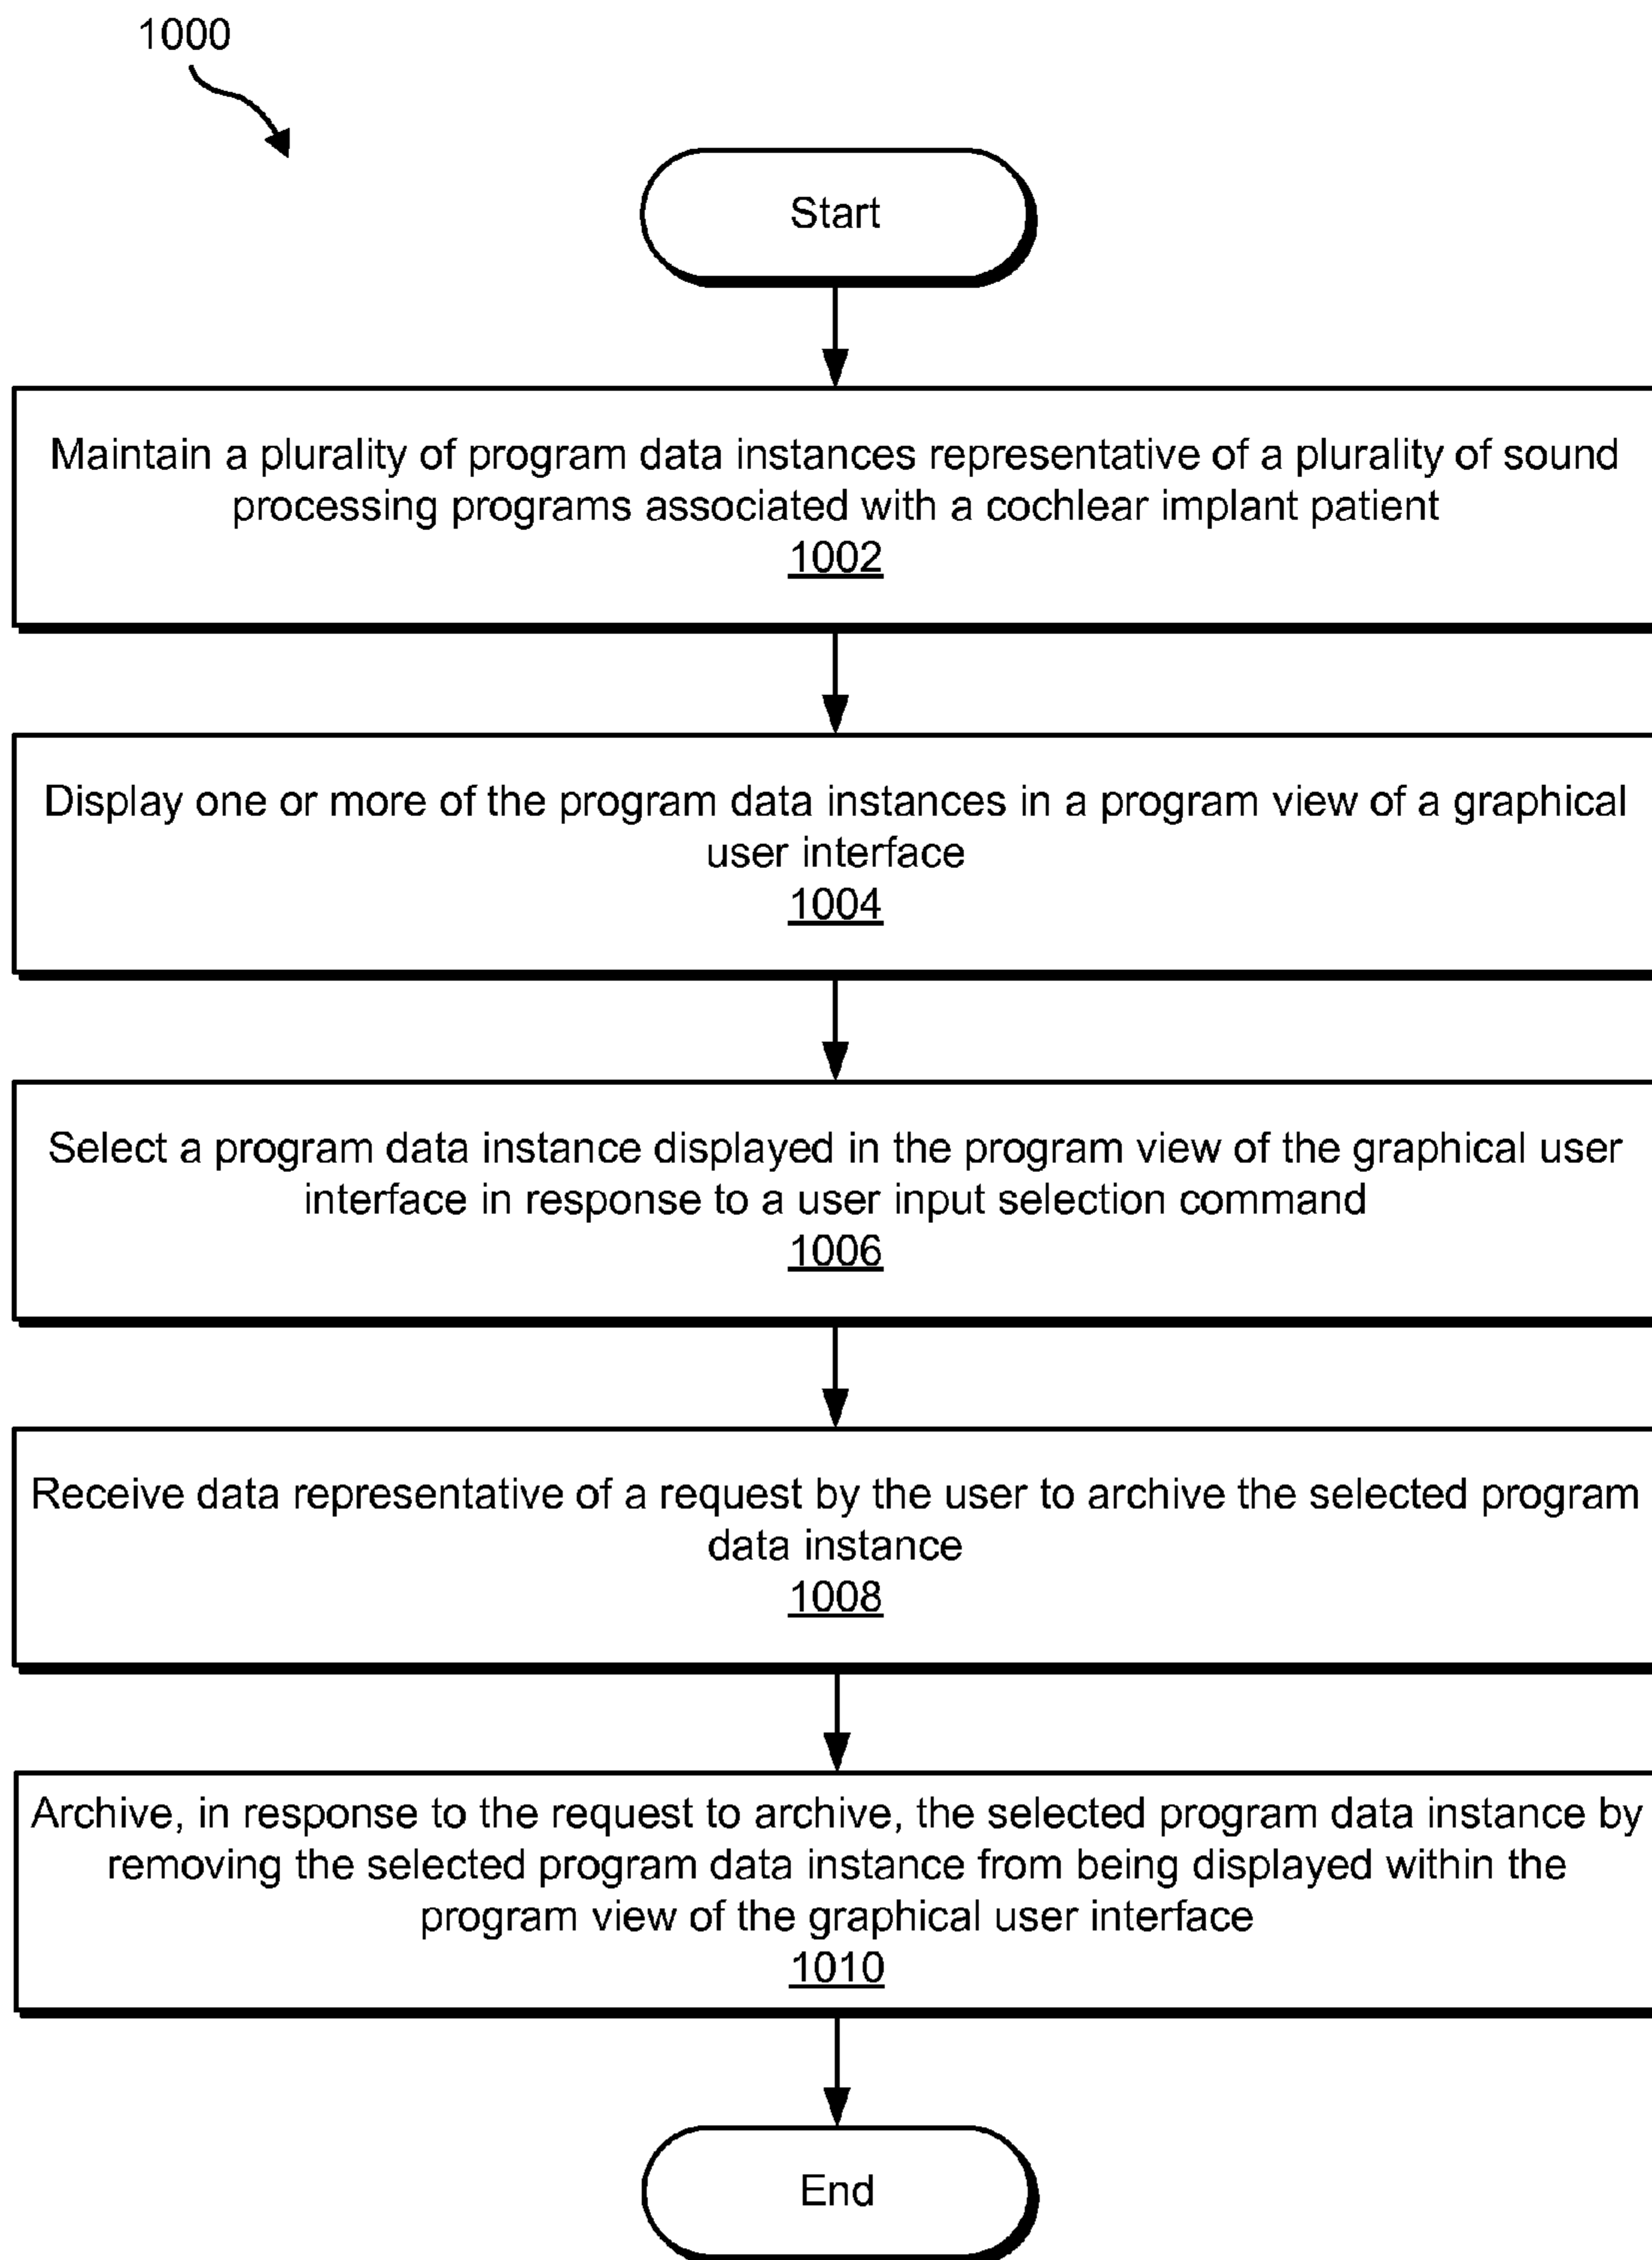 1000
Start
Maintain a plurality of program data instances representative of a plurality of sound
processing programs associated with a cochlear implant patient
1002
Display one or more of the program data instances in a program view of a graphical
user interface
1004
Select a program data instance displayed in the program view of the graphical user
interface in response to a user input selection command
1006
Receive data representative of a request by the user to archive the selected program
data instance
1008
Archive, in response to the request to archive, the selected program data instance by
removing the selected program data instance from being displayed within the
program view of the graphical user interface
1010
End